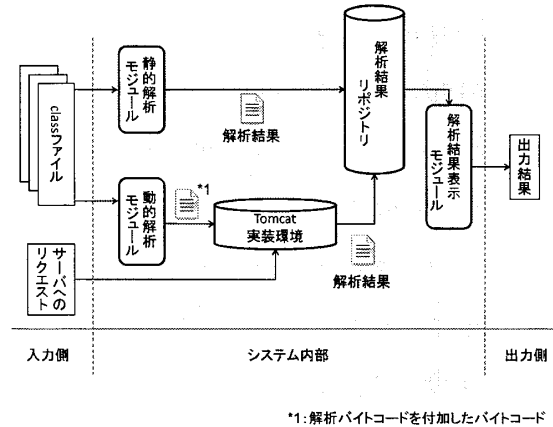 classファイル
静的解析
モジュール
解析結果
解析結果
リポジトリ
解析結果表示
モジュール
出力結果
動的解析
モジュール
*1
Tomcat
実装環境
解析結果
サーバへの
リクエスト
入力側
システム内部
出力側
*1:解析バイトコードを付加したバイトコード